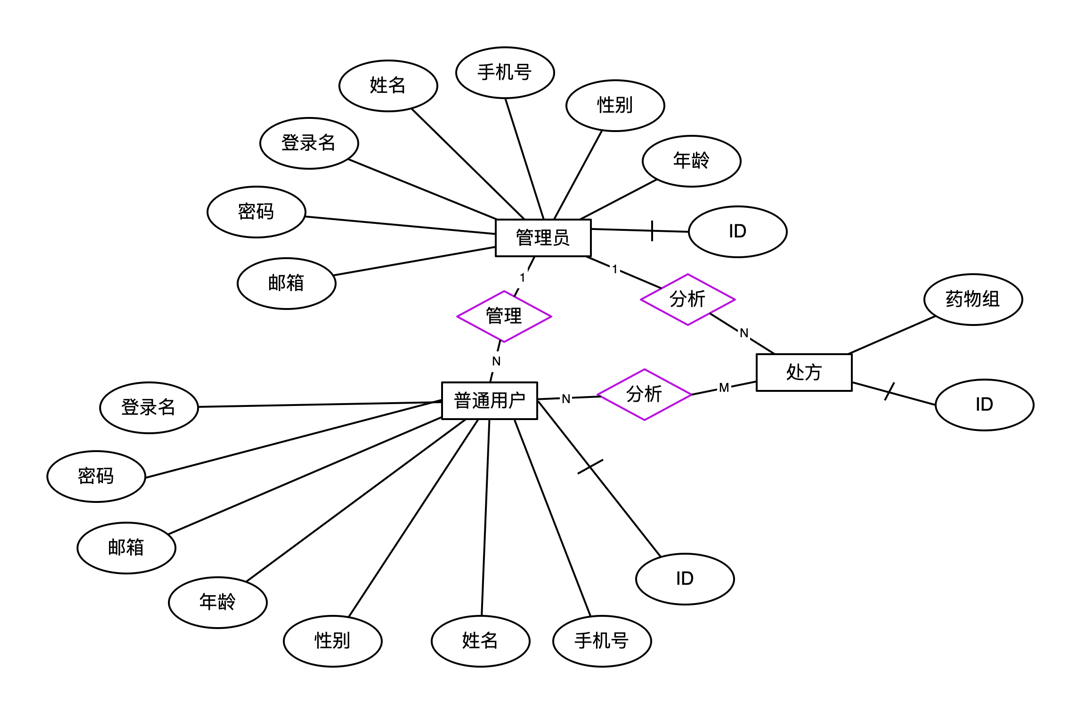 手机号
姓名
性别
登录名
年龄
密码
ID
管理员
邮箱
1
1
分析
药物组
管理
N
N
处方
M
分析
N
普通用户
ID
登录名
密码
邮箱
ID
年龄
性别
姓名
手机号